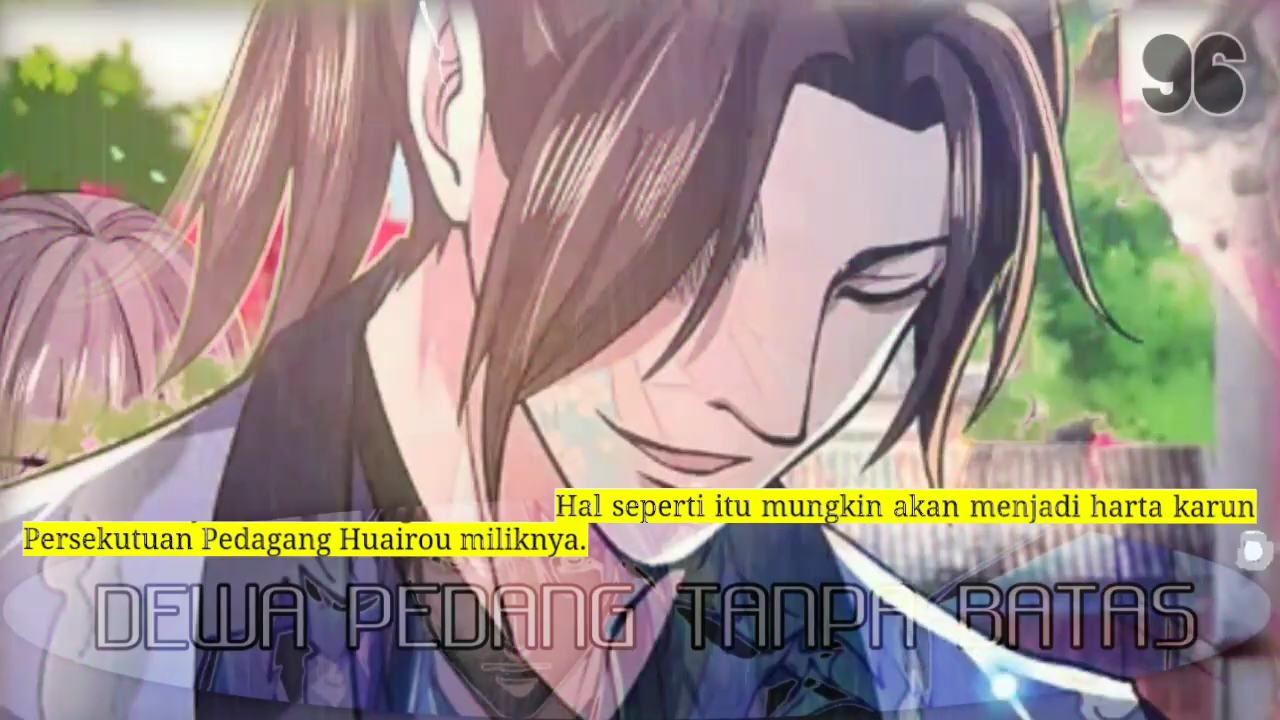 96
Hal seperti itu mungkin akan menjadi harta karun
Persekutuan Pedagang Huairou miliknya.
DEWA PEDANG TANPA BATAS